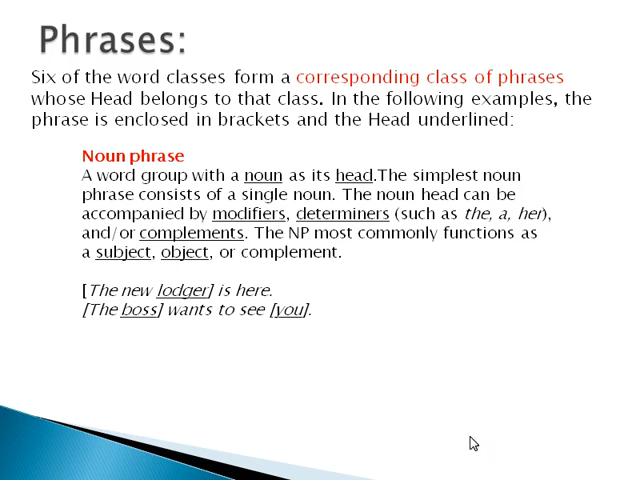 Phrases:
Six of the word classes form a corresponding class of phrases
whose Head belongs to that class. In the following examples, the
phrase is enclosed in brackets and the Head underlined:
Noun phrase
A word group with a noun as its head.The simplest noun
phrase consists of a single noun. The noun head can be
accompanied by modifiers, determiners (such as the, a, her),
and/or complements. The NP most commonly functions as
a subject, object, or complement.
[The new lodger] is here.
[The boss] wants to see [you].